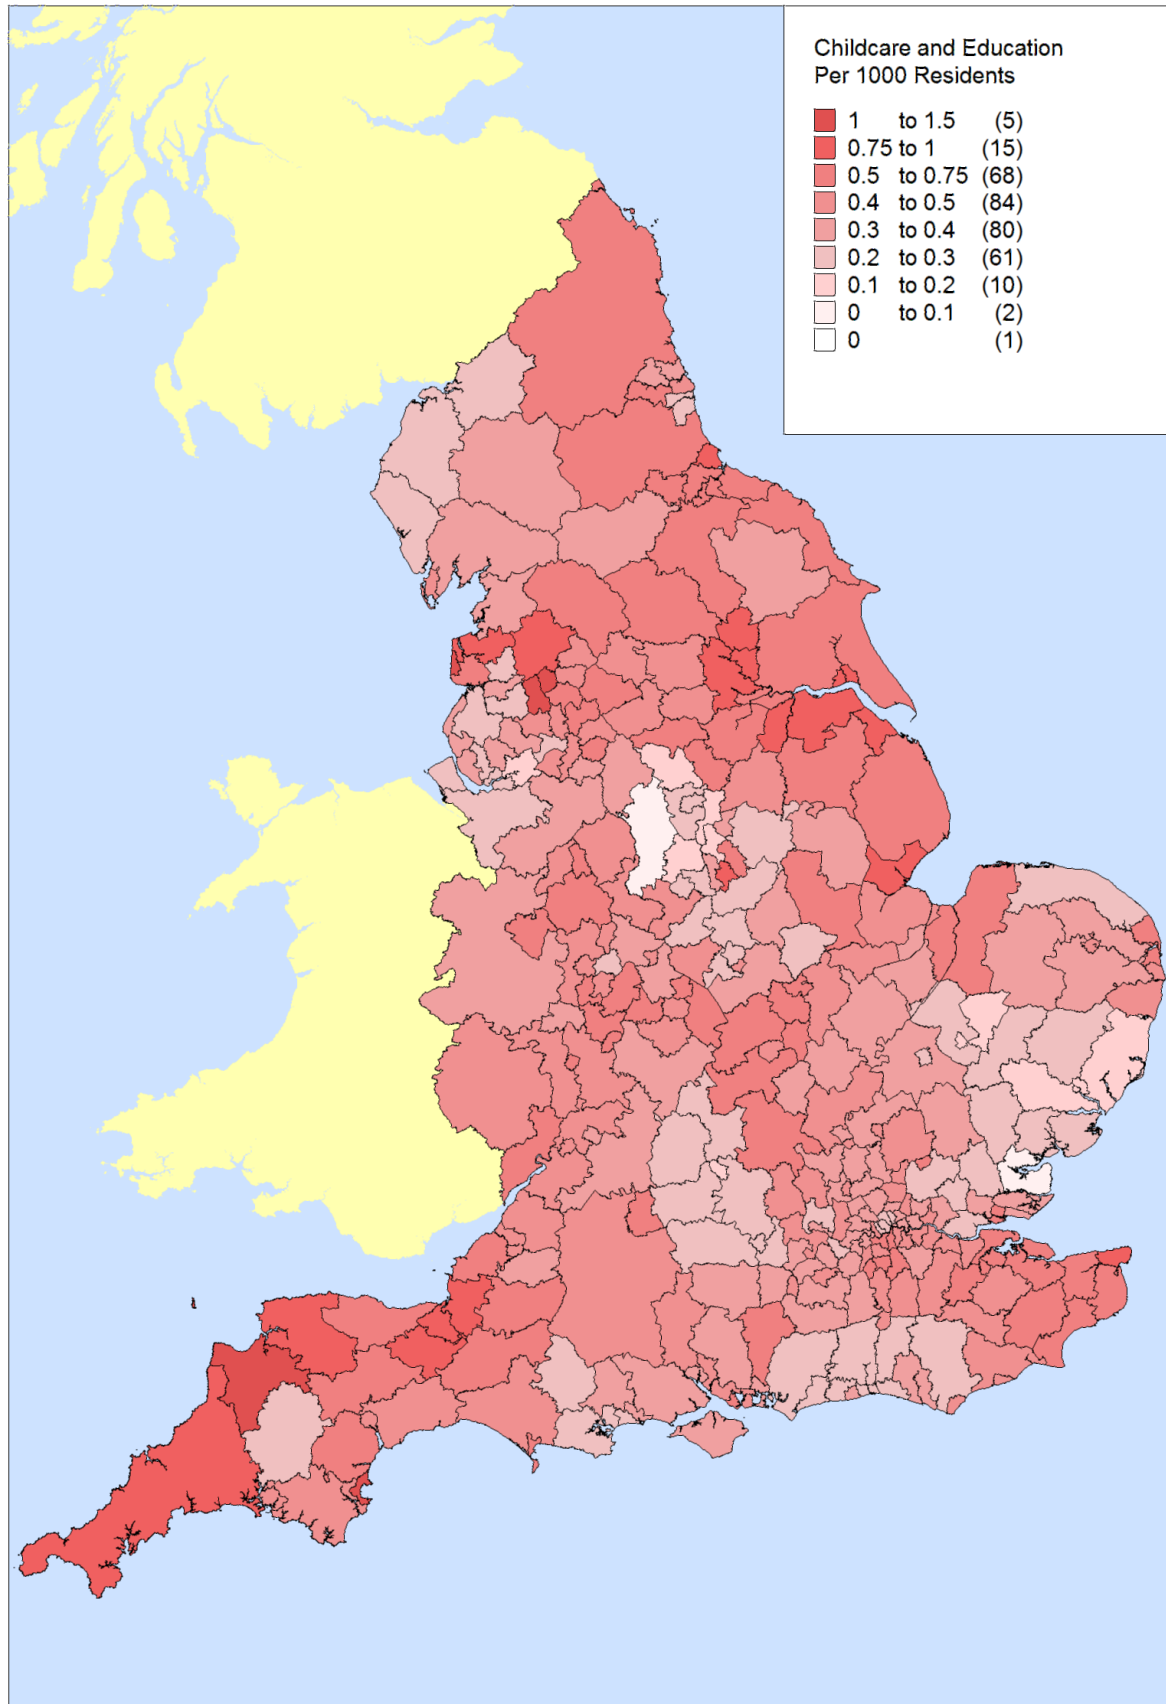 Childcare and Education
Per 1000 Residents
1 to 1.5 (5)
0.75 to 1 (15)
0.5 to 0.75 (68)
0.4 to 0.5 (84)
0.3 to 0.4 (80)
0.2 to 0.3 (61)
0.1 to 0.2 (10)
0 to 0.1 (2)
0 (1)